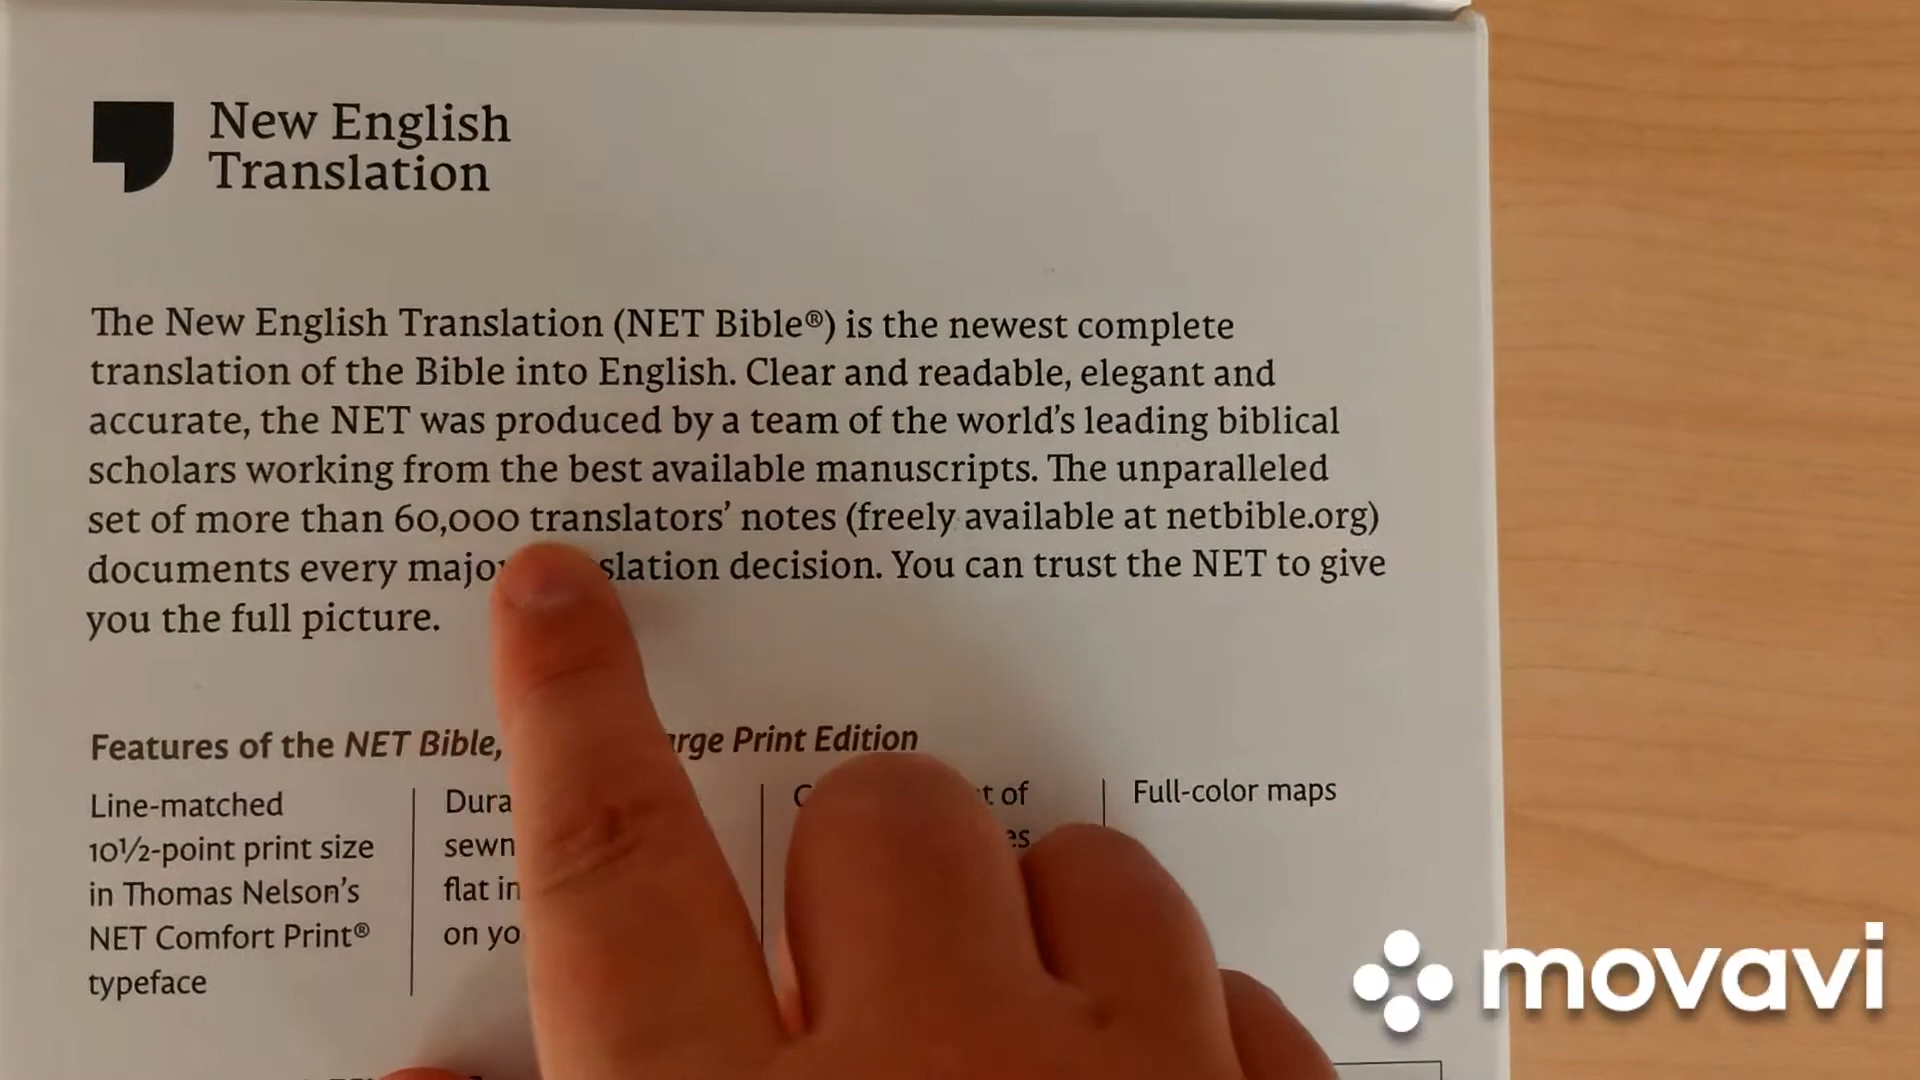 New English
Translation
The New English Translation (NET Bible®) is the newest complete
translation of the Bible into English. Clear and readable, elegant and
accurate, the NET was produced by a team of the world's leading biblical
scholars working from the best available manuscripts. The unparalleled
set of more than 60,000 translators' notes (freely available at netbible.org)
documents every major slation decision. You can trust the NET to give
you the full picture.
Features of the NET Bible, arge Print Edition
Line-matched
10½-point print size
in Thomas Nelson's
NET Comfort Print®
typeface
Dura
sewn
flat in
on yo
t of
es
Full-color maps
movavi